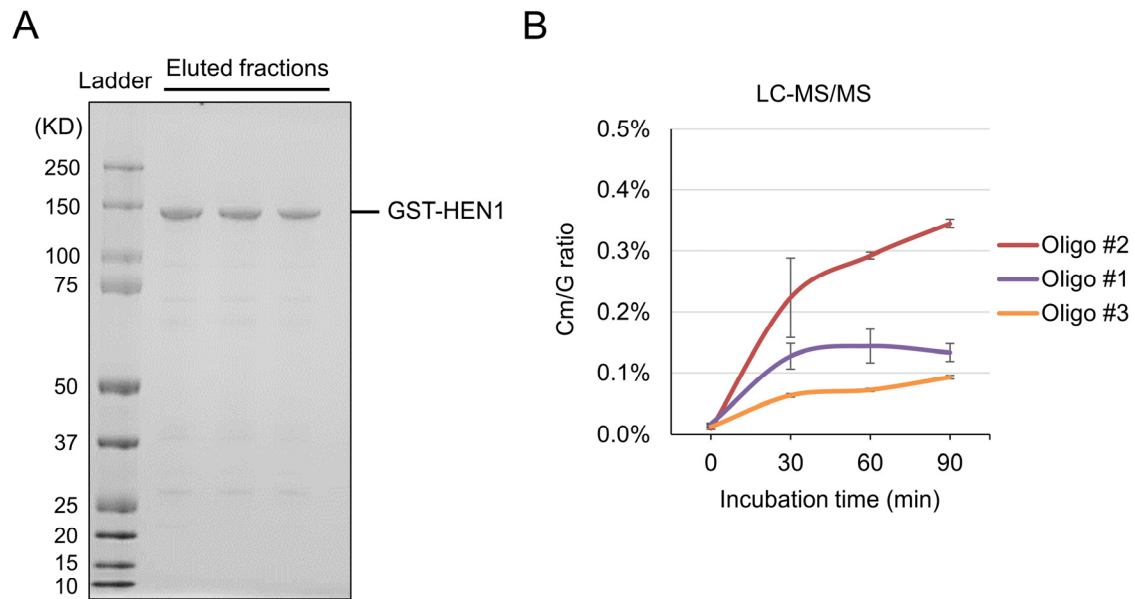 A
Ladder
Eluted fractions
(KD)
250
150
100
75
50
37
25
20
15
10
GST-HEN1
B
LC-MS/MS
0.5%
0.4%
0.3%
0.2%
0.1%
0.0%
Cm/G ratio
0 30 60 90
Incubation time (min)
Oligo #2
Oligo #1
Oligo #3